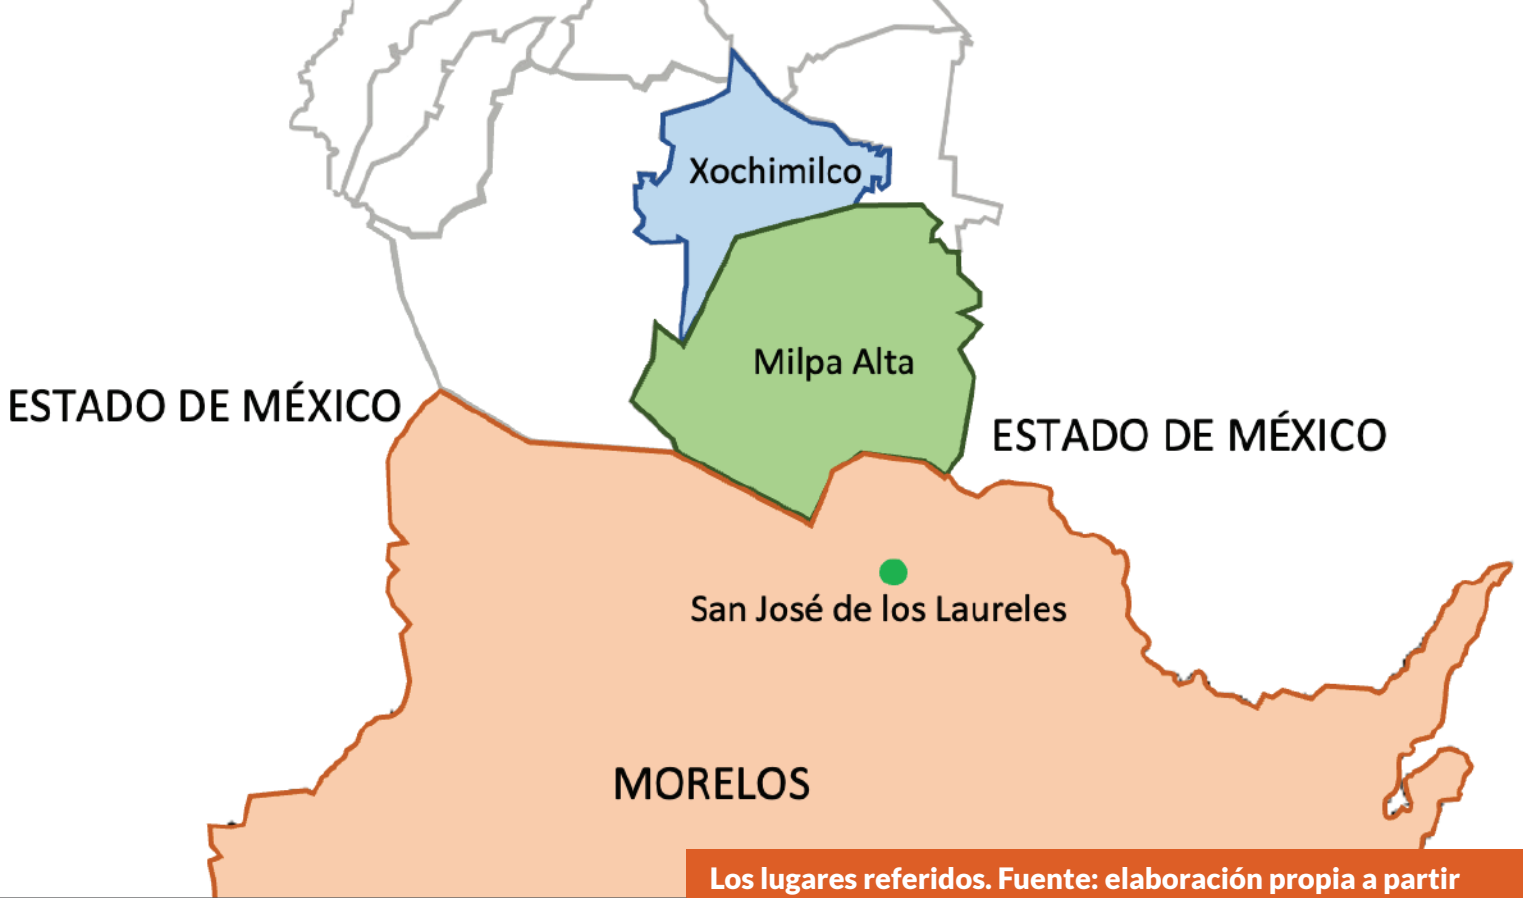 Xochimilco
Milpa Alta
ESTADO DE MÉXICO
ESTADO DE MÉXICO
San José de los Laureles
MORELOS
Los lugares referidos. Fuente: elaboración propia a partir